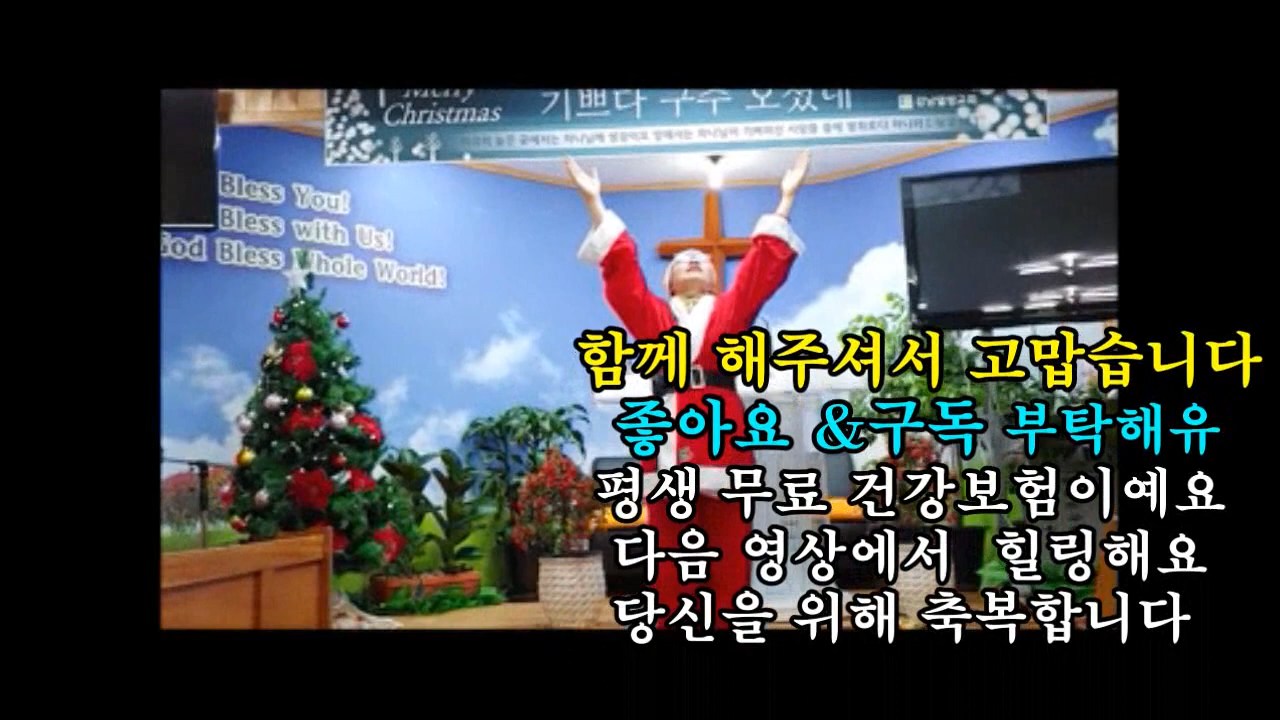 Merry
Christmas
기쁘다 구주 오셨네
Bless You!
Bless with Us!
God Bless Whole World!
함께 해주셔서 고맙습니다
좋아요 &구독 부탁해유
평생 무료 건강보험이예요
다음 영상에서 힐링해요
당신을 위해 축복합니다